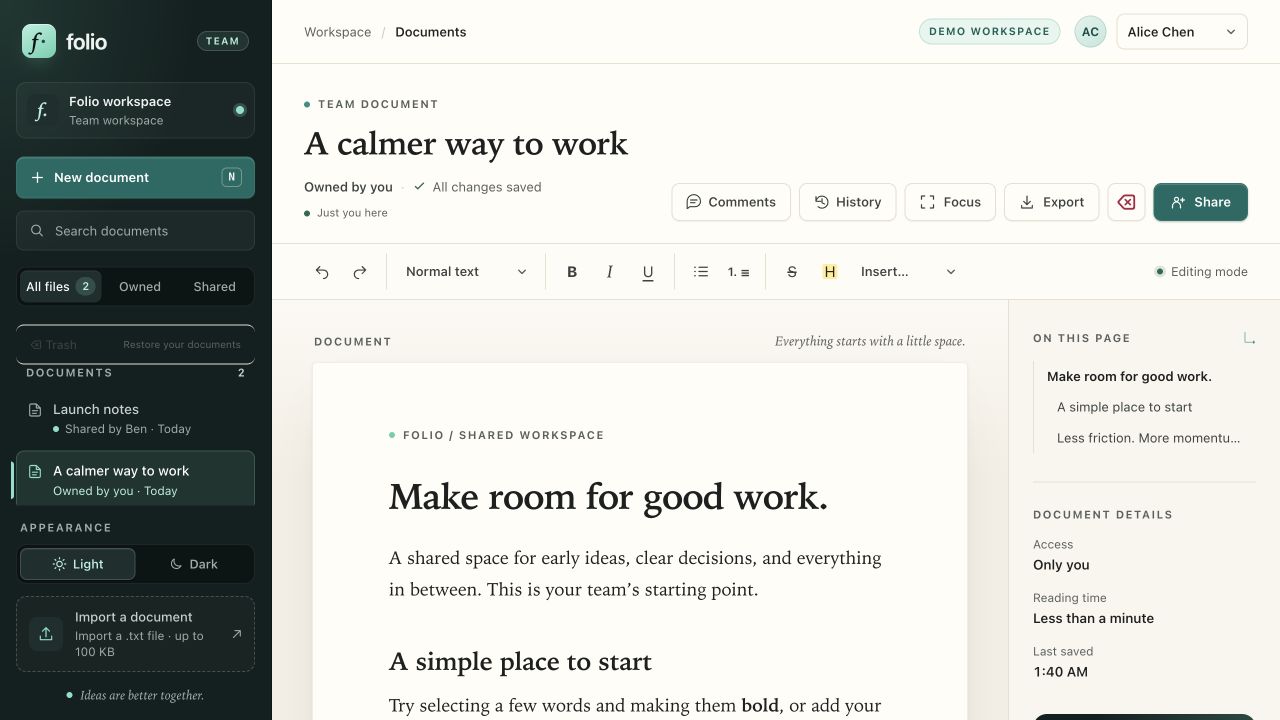 folio
TEAM
Folio workspace
Team workspace
New document
N
Search documents
All files 2
Owned
Shared
Trash
Restore your documents
DOCUMENTS
2
Launch notes
Shared by Ben · Today
A calmer way to work
Owned by you · Today
APPEARANCE
Light
Dark
Import a document
Import a .txt file · up to
100 KB
Ideas are better together.
Workspace / Documents
DEMO WORKSPACE
AC
Alice Chen
TEAM DOCUMENT
A calmer way to work
Owned by you · All changes saved
Just you here
Comments
History
Focus
Export
Share
Normal text
B
I
U
1.
S
H
Insert...
Editing mode
DOCUMENT
Everything starts with a little space.
FOLIO / SHARED WORKSPACE
Make room for good work.
A shared space for early ideas, clear decisions, and everything
in between. This is your team’s starting point.
A simple place to start
Try selecting a few words and making them bold, or add your
ON THIS PAGE
Make room for good work.
A simple place to start
Less friction. More momentu...
DOCUMENT DETAILS
Access
Only you
Reading time
Less than a minute
Last saved
1:40 AM